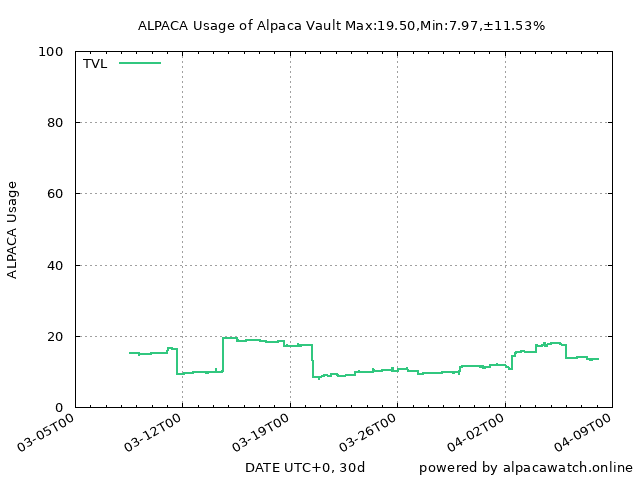 ALPACA Usage of Alpaca Vault Max:19.50,Min:7.97,±11.53%
100
TVL
80
60
40
20
0
ALPACA Usage
03-05T00
03-12T00
03-19T00
03-26T00
04-02T00
04-09T00
DATE UTC+0, 30d
powered by alpacawatch.online